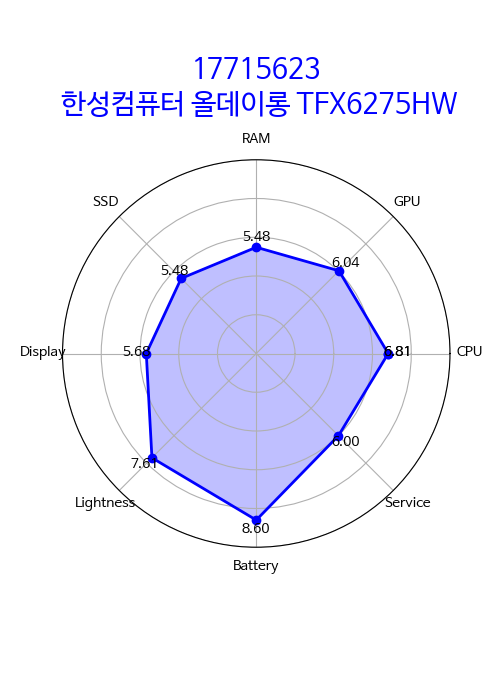 17715623
한성컴퓨터 올데이롱 TFX6275HW
RAM
SSD
GPU
5.48
6.04
5.48
Display
5.68
6.81
CPU
7.61
6.00
Lightness
Service
8.60
Battery